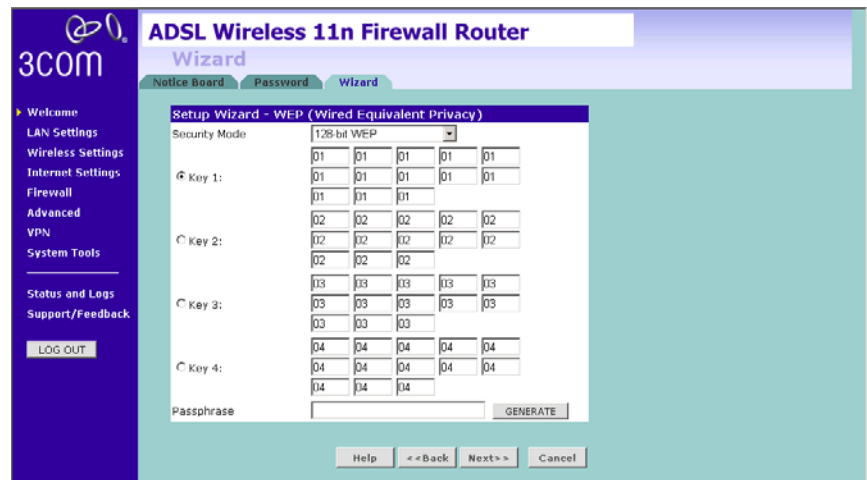 3COM
ADSL Wireless 11n Firewall Router
Wizard
Notice Board Password Wizard
Welcome
LAN Settings
Wireless Settings
Internet Settings
Firewall
Advanced
VPN
System Tools
Status and Logs
Support/Feedback
LOG OUT
Setup Wizard - WEP (Wired Equivalent Privacy)
Security Mode 128-bit WEP
01 01 01 01 01
Key 1: 01 01 01 01 01
01 01 01
02 02 02 02 02
Key 2: 02 02 02 02 02
02 02 02
03 03 03 03 03
Key 3: 03 03 03 03 03
03 03 03
04 04 04 04 04
Key 4: 04 04 04 04 04
04 04 04
Passphrase GENERATE
Help <<Back Next>> Cancel